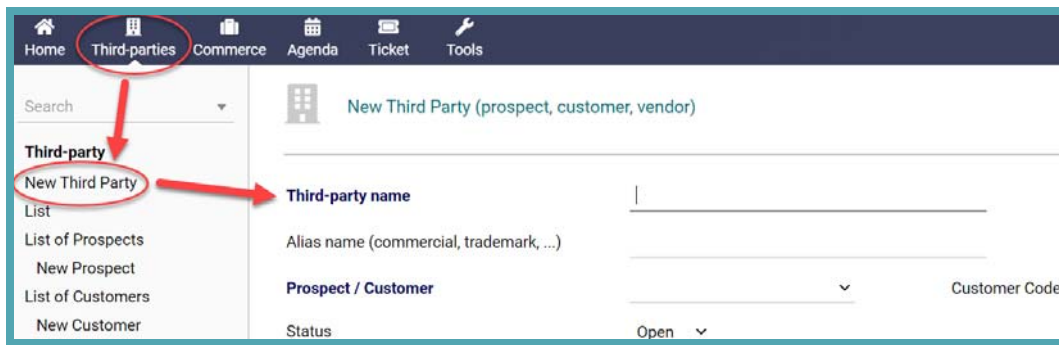 Home Third-parties Commerce Agenda Ticket Tools
Search
New Third Party (prospect, customer, vendor)
Third-party
New Third Party
Third-party name
List
List of Prospects
Alias name (commercial, trademark, ...)
New Prospect
Prospect / Customer
Customer Code
List of Customers
New Customer
Status
Open